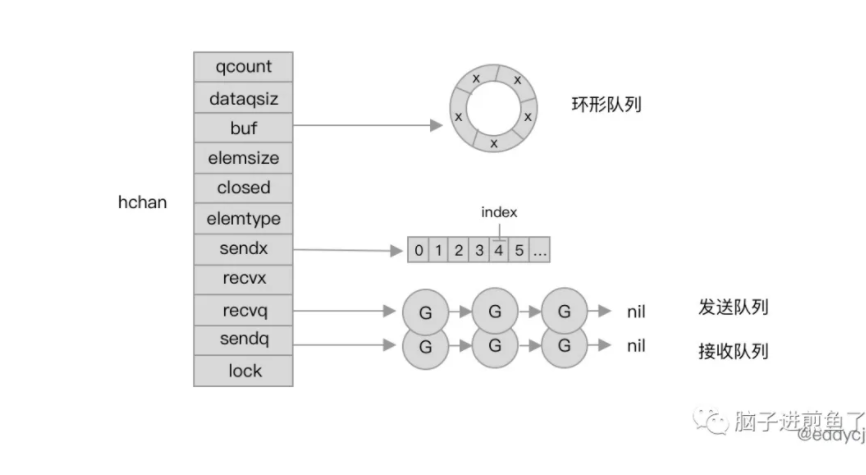 qcount
dataqsiz
buf
elemsize
closed
elemtype
sendx
recvx
recvq
sendq
lock
hchan
x x x x x
环形队列
index
0 1 2 3 4 5 ...
G G G nil
发送队列
G G G nil
接收队列
脑子进煎鱼了
@eddycj